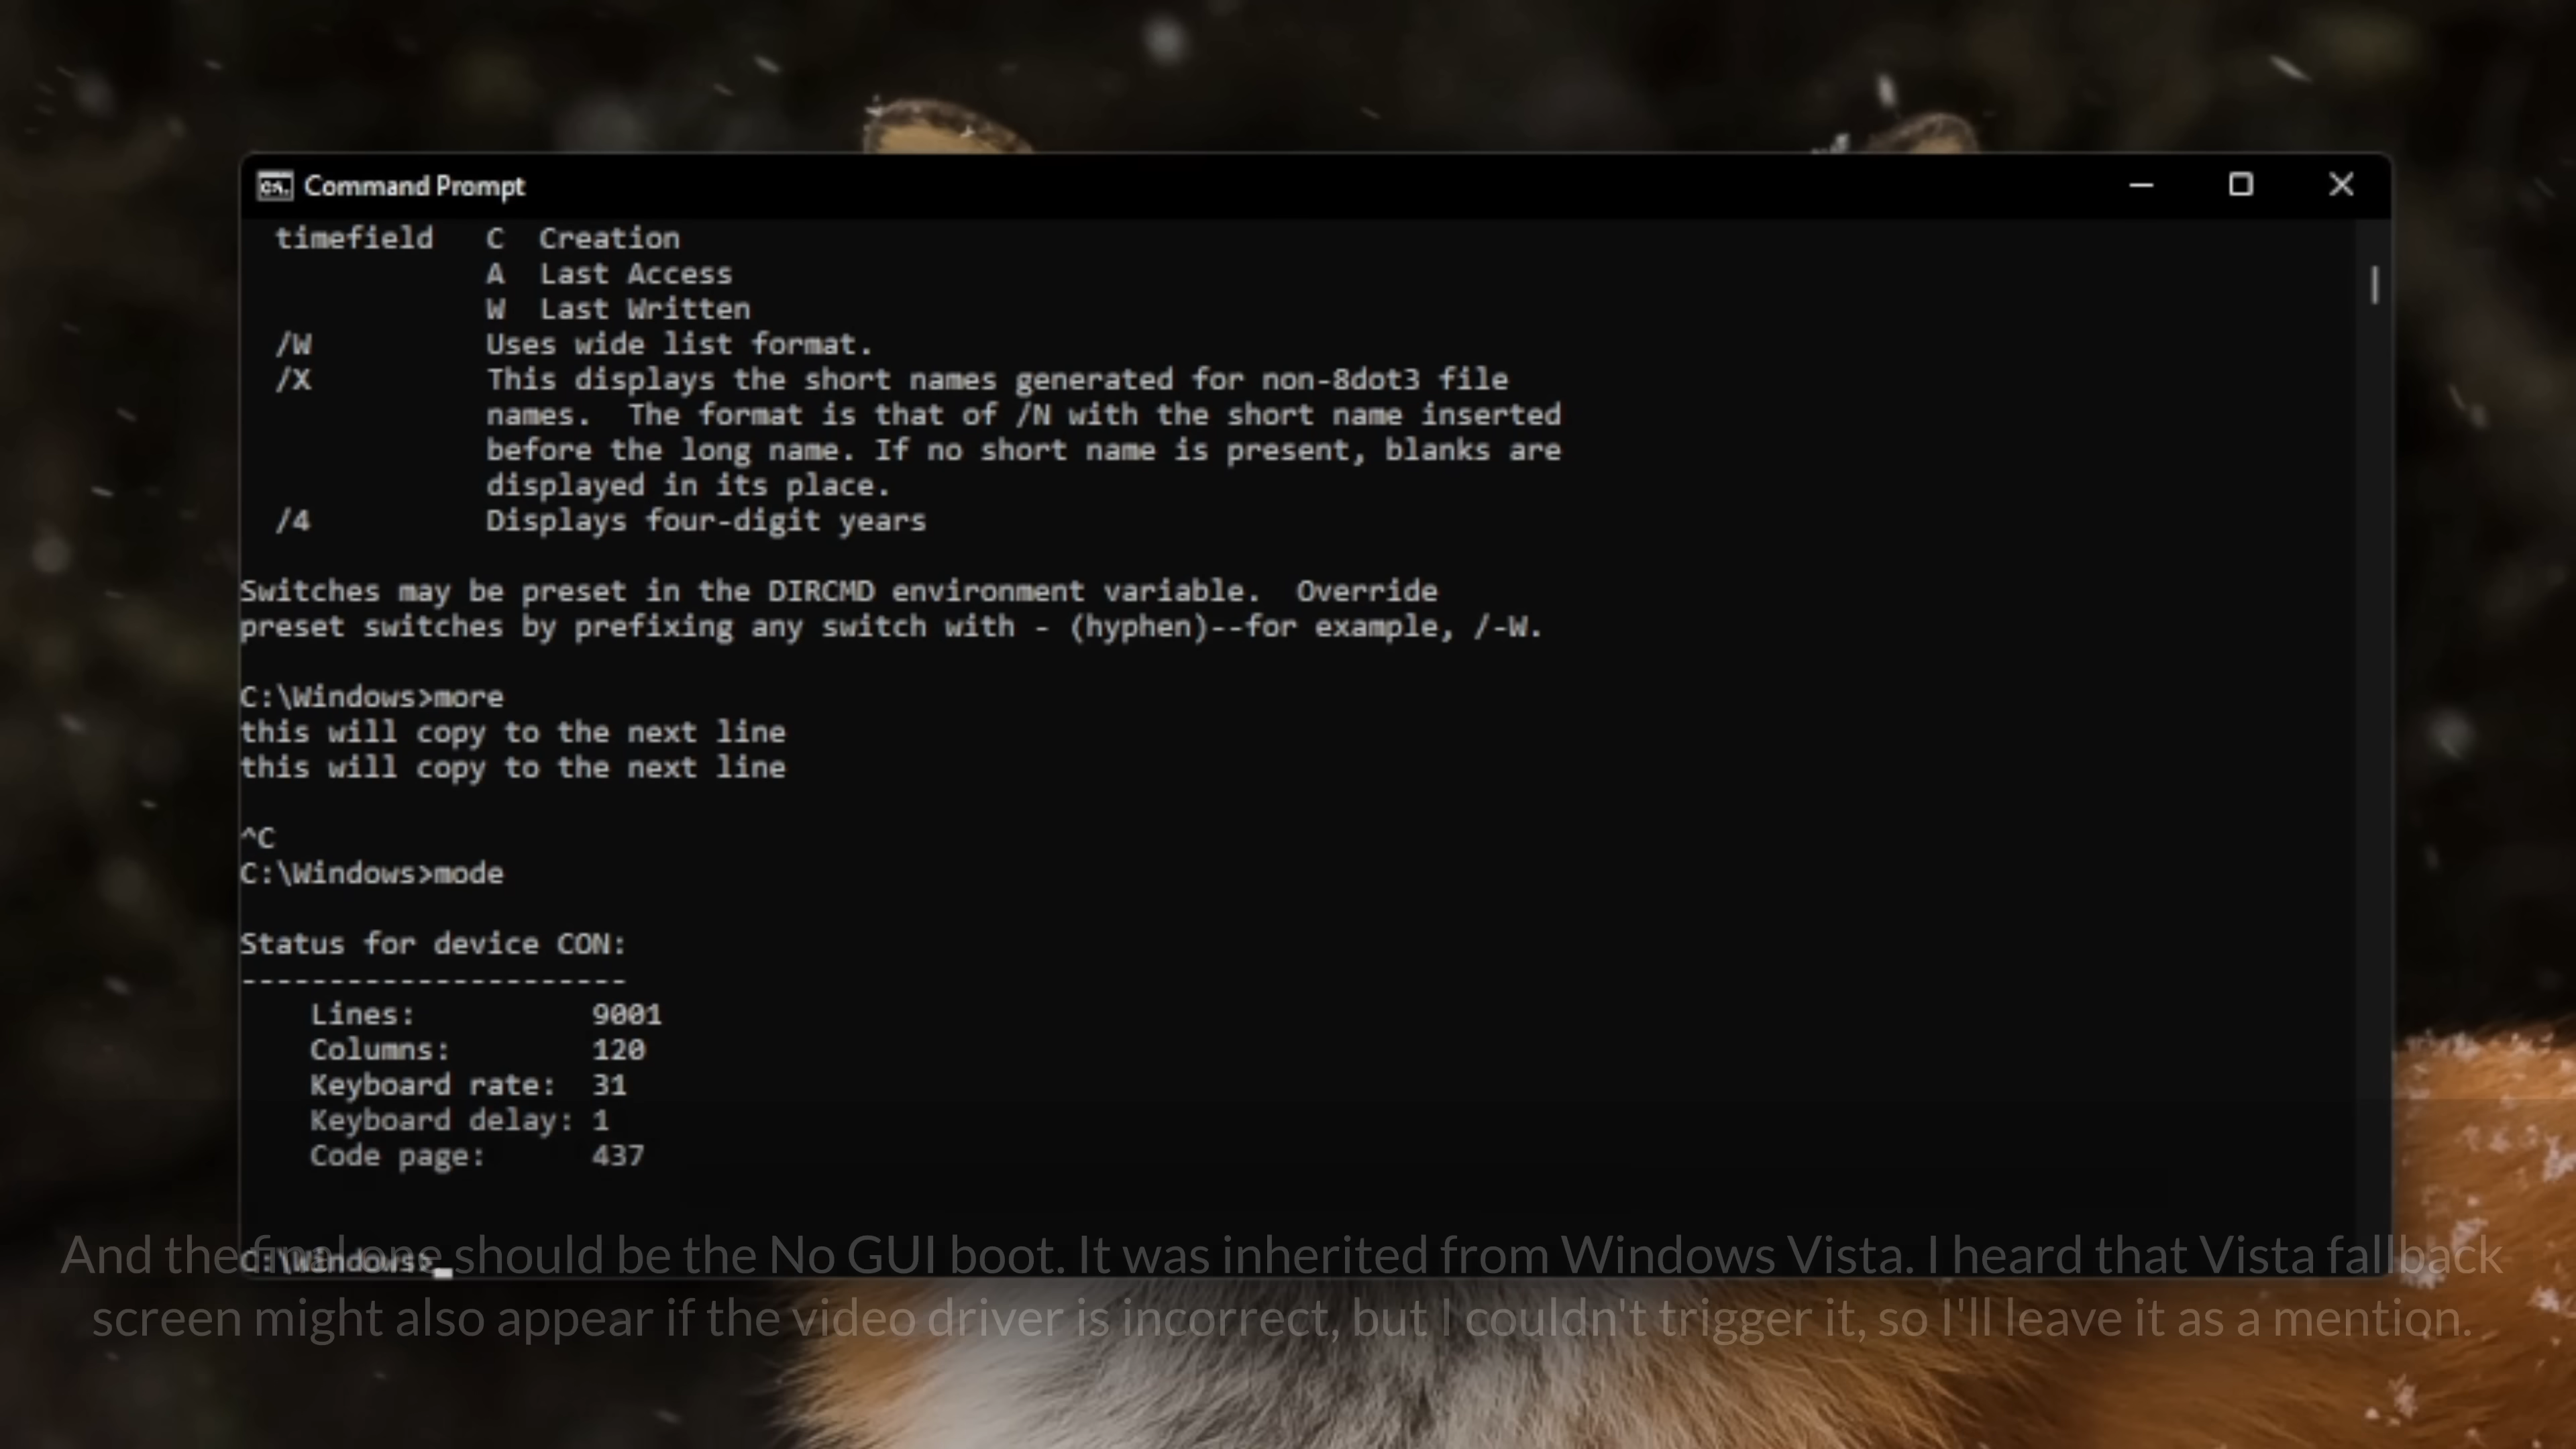 Command Prompt
timefield   C  Creation
            A  Last Access
            W  Last Written
/W          Uses wide list format.
/X          This displays the short names generated for non-8dot3 file
            names.  The format is that of /N with the short name inserted
            before the long name. If no short name is present, blanks are
            displayed in its place.
/4          Displays four-digit years
Switches may be preset in the DIRCMD environment variable.  Override
preset switches by prefixing any switch with - (hyphen)--for example, /-W.
C:\Windows>more
this will copy to the next line
this will copy to the next line
^C
C:\Windows>mode
Status for device CON:
----------------------
    Lines:          9001
    Columns:        120
    Keyboard rate:  31
    Keyboard delay: 1
    Code page:      437
C:\Windows>
And the final one should be the No GUI boot. It was inherited from Windows Vista. I heard that Vista fallback
screen might also appear if the video driver is incorrect, but I couldn't trigger it, so I'll leave it as a mention.